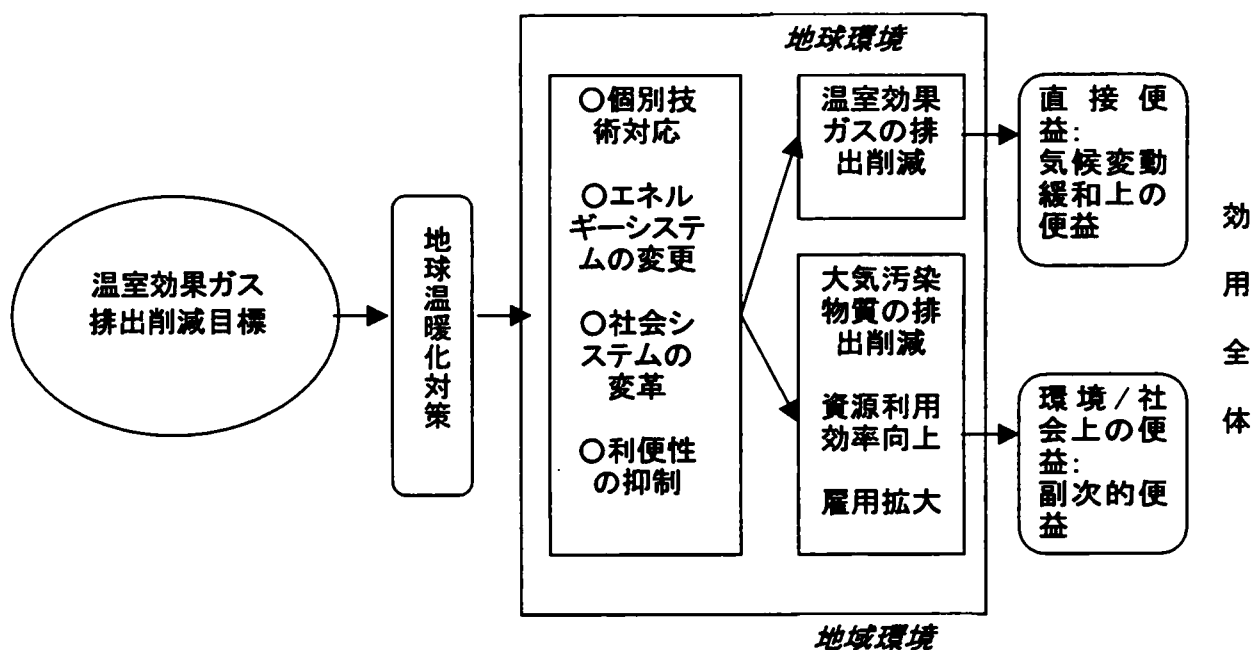 温室効果ガス
排出削減目標
地球温暖化対策
地球環境
○個別技
術対応
○エネル
ギーシステ
ムの変更
○社会シ
ステムの
変革
○利便性
の抑制
温室効果
ガスの排
出削減
大気汚染
物質の排
出削減
資源利用
効率向上
雇用拡大
地域環境
直接便
益:
気候変動
緩和上の
便益
環境/社
会上の便
益:
副次的便
益
効用全体